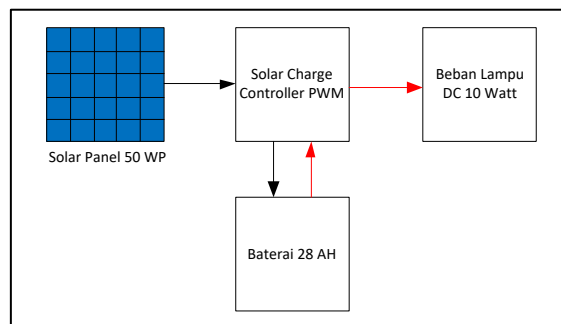 Solar Charge
Controller PWM
Beban Lampu
DC 10 Watt
Solar Panel 50 WP
Baterai 28 AH